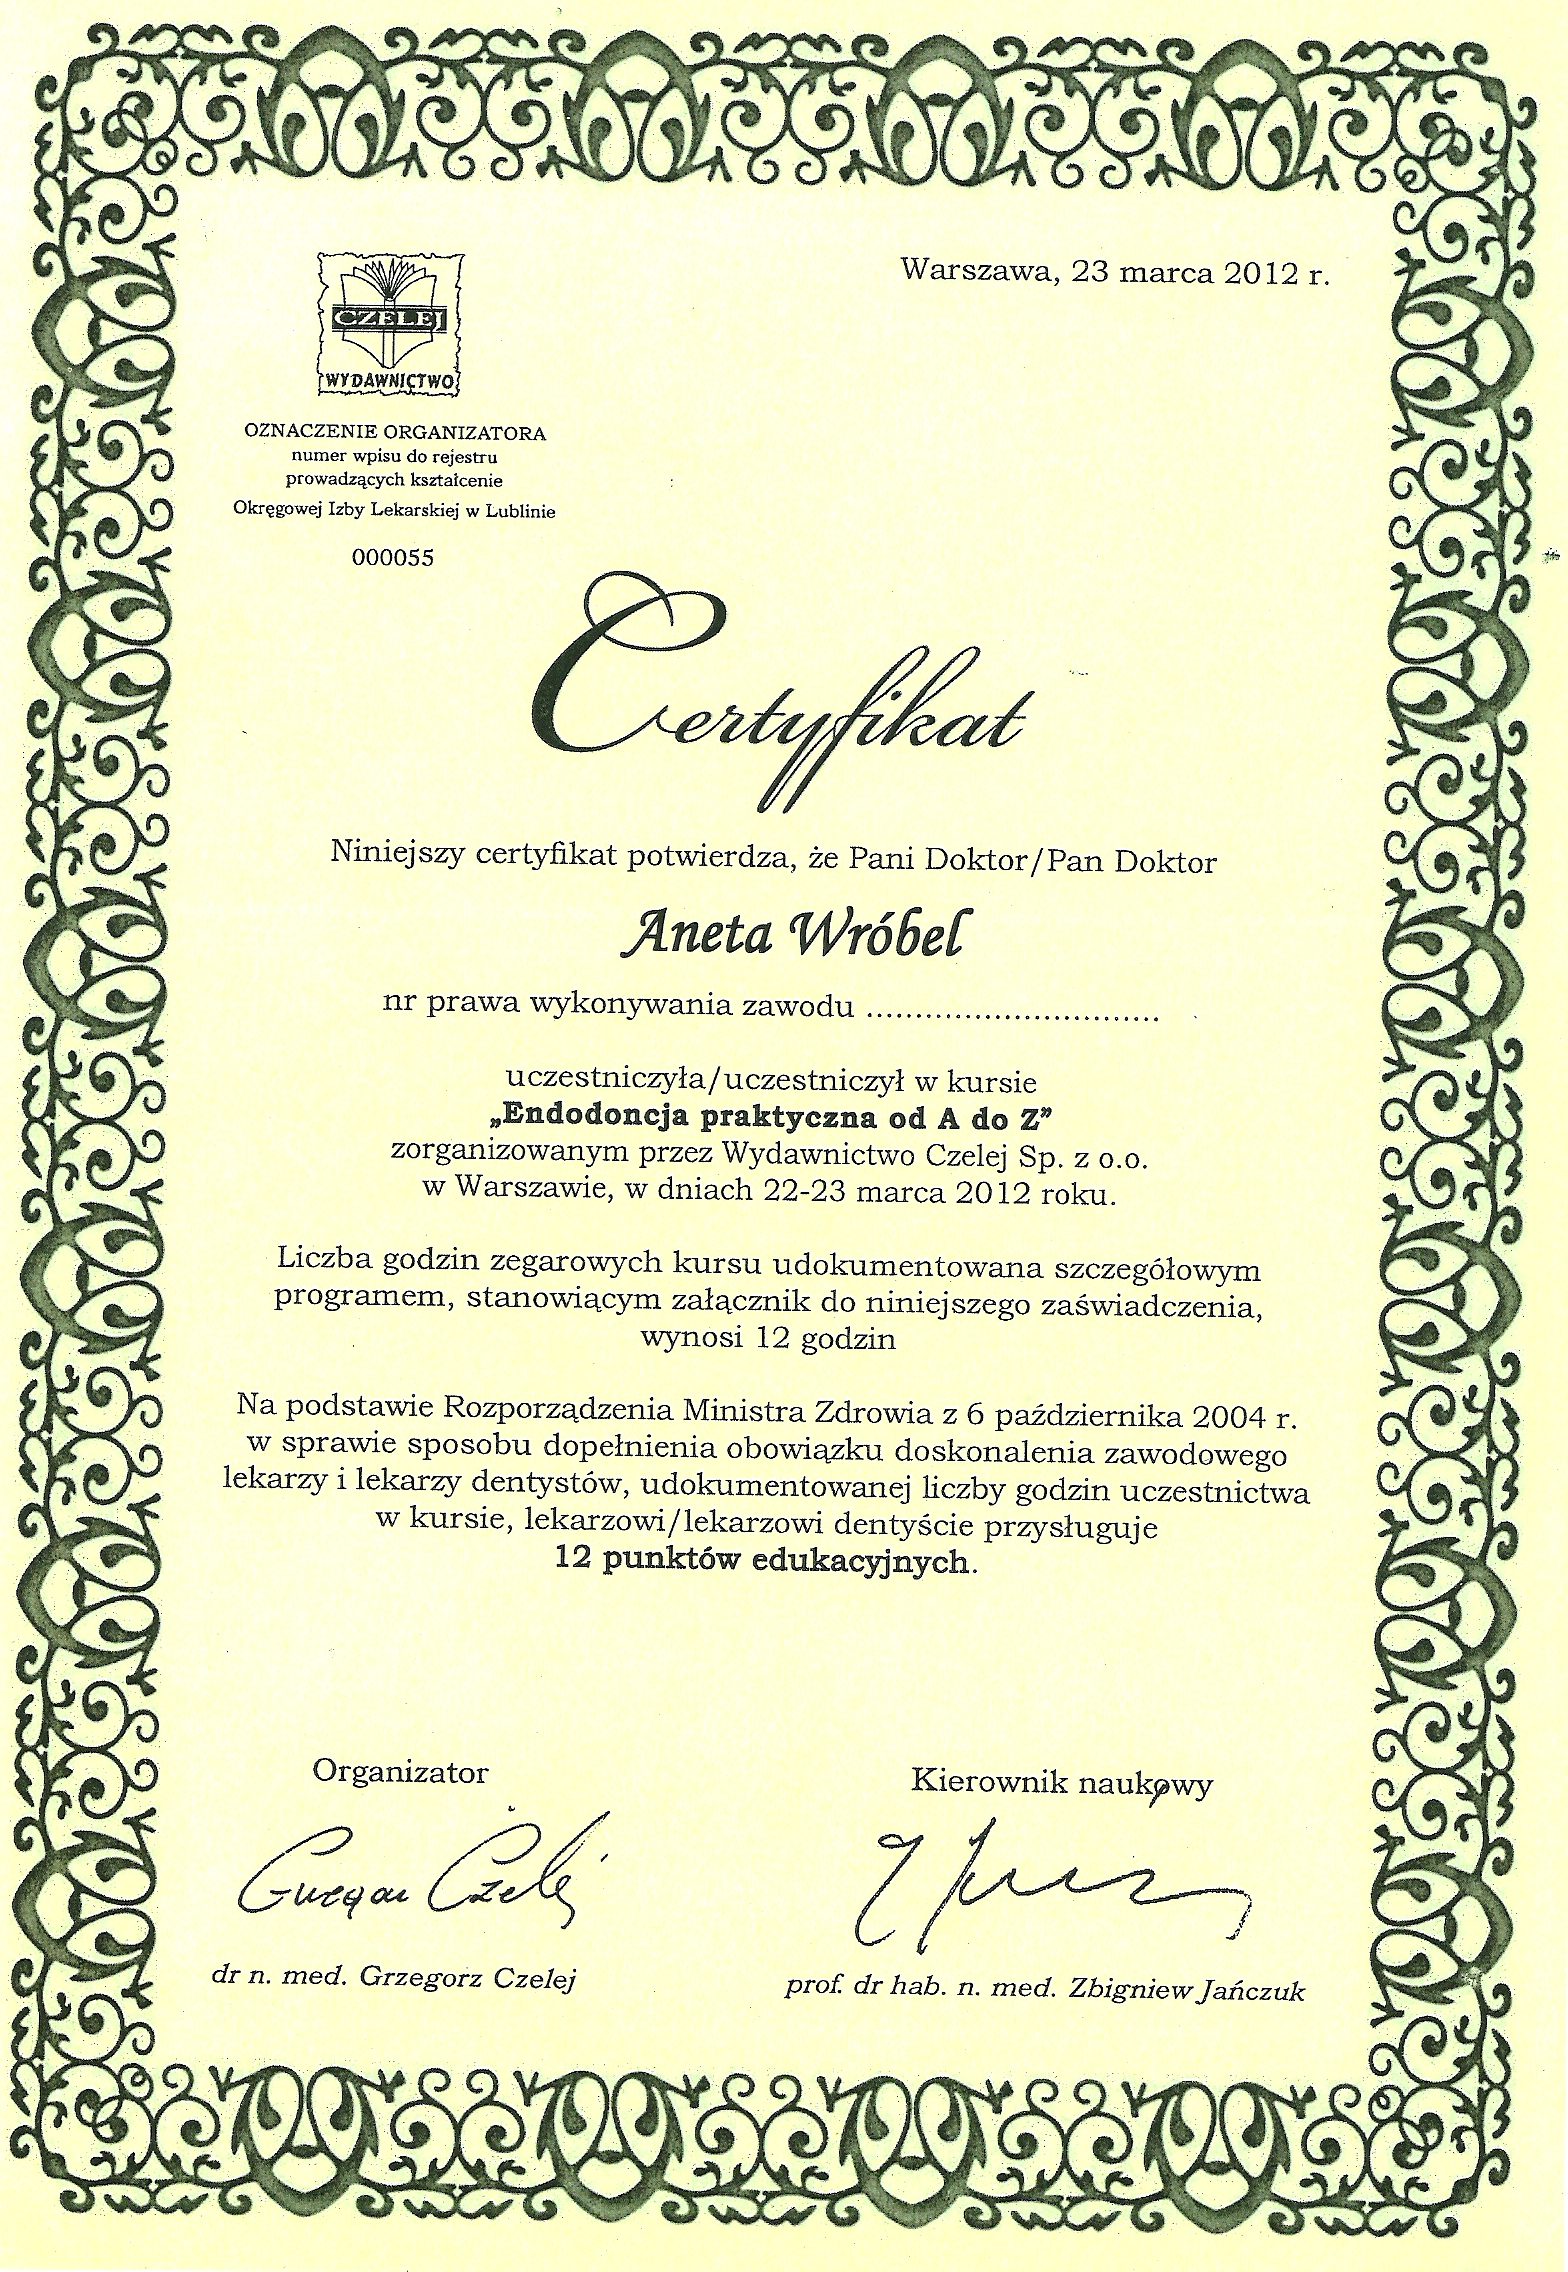 CZELEJ
WYDAWNICTWO
Warszawa, 23 marca 2012 r.
OZNACZENIE ORGANIZATORA
numer wpisu do rejestru
prowadzących kształcenie
Okręgowej Izby Lekarskiej w Lublinie
000055
Certyfikat
Niniejszy certyfikat potwierdza, że Pani Doktor/Pan Doktor
Aneta Wróbel
nr prawa wykonywania zawodu ..............................
uczestniczyła/uczestniczył w kursie
„Endodoncja praktyczna od A do Z”
zorganizowanym przez Wydawnictwo Czelej Sp. z o.o.
w Warszawie, w dniach 22-23 marca 2012 roku.
Liczba godzin zegarowych kursu udokumentowana szczegółowym
programem, stanowiącym załącznik do niniejszego zaświadczenia,
wynosi 12 godzin
Na podstawie Rozporządzenia Ministra Zdrowia z 6 października 2004 r.
w sprawie sposobu dopełnienia obowiązku doskonalenia zawodowego
lekarzy i lekarzy dentystów, udokumentowanej liczby godzin uczestnictwa
w kursie, lekarzowi/lekarzowi dentyście przysługuje
12 punktów edukacyjnych.
Organizator
Kierownik naukowy
Grzegorz Czelej
dr n. med. Grzegorz Czelej
prof. dr hab. n. med. Zbigniew Jańczuk